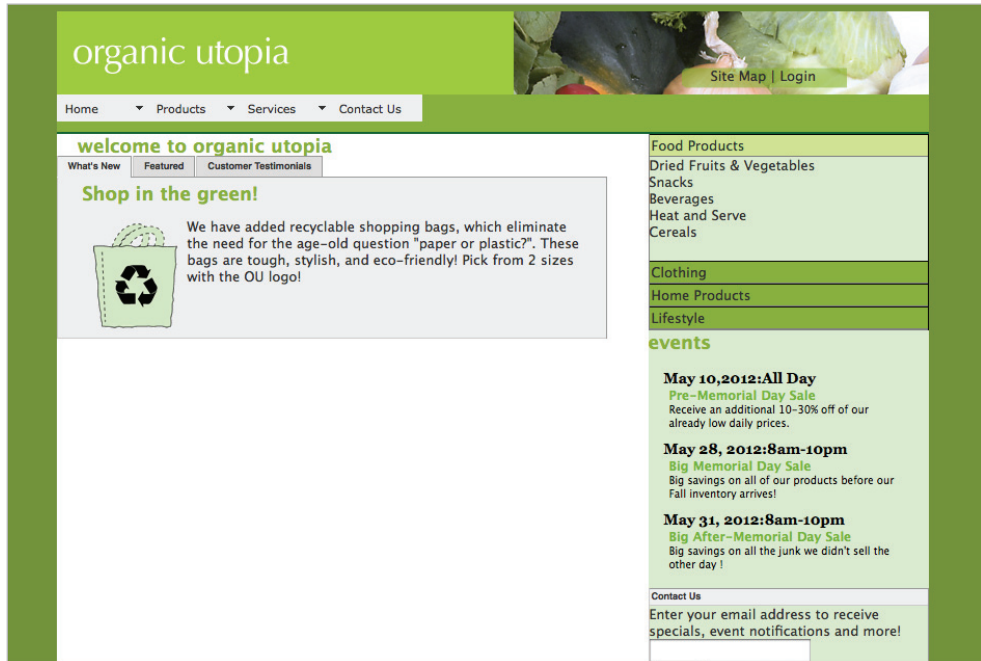 organic utopia
Site Map | Login
Home Products Services Contact Us
welcome to organic utopia
What's New Featured Customer Testimonials
Shop in the green!
We have added recyclable shopping bags, which eliminate
the need for the age-old question "paper or plastic?". These
bags are tough, stylish, and eco-friendly! Pick from 2 sizes
with the OU logo!
Food Products
Dried Fruits & Vegetables
Snacks
Beverages
Heat and Serve
Cereals
Clothing
Home Products
Lifestyle
events
May 10,2012:All Day
Pre-Memorial Day Sale
Receive an additional 10-30% off of our
already low daily prices.
May 28, 2012:8am-10pm
Big Memorial Day Sale
Big savings on all of our products before our
Fall inventory arrives!
May 31, 2012:8am-10pm
Big After-Memorial Day Sale
Big savings on all the junk we didn't sell the
other day !
Contact Us
Enter your email address to receive
specials, event notifications and more!